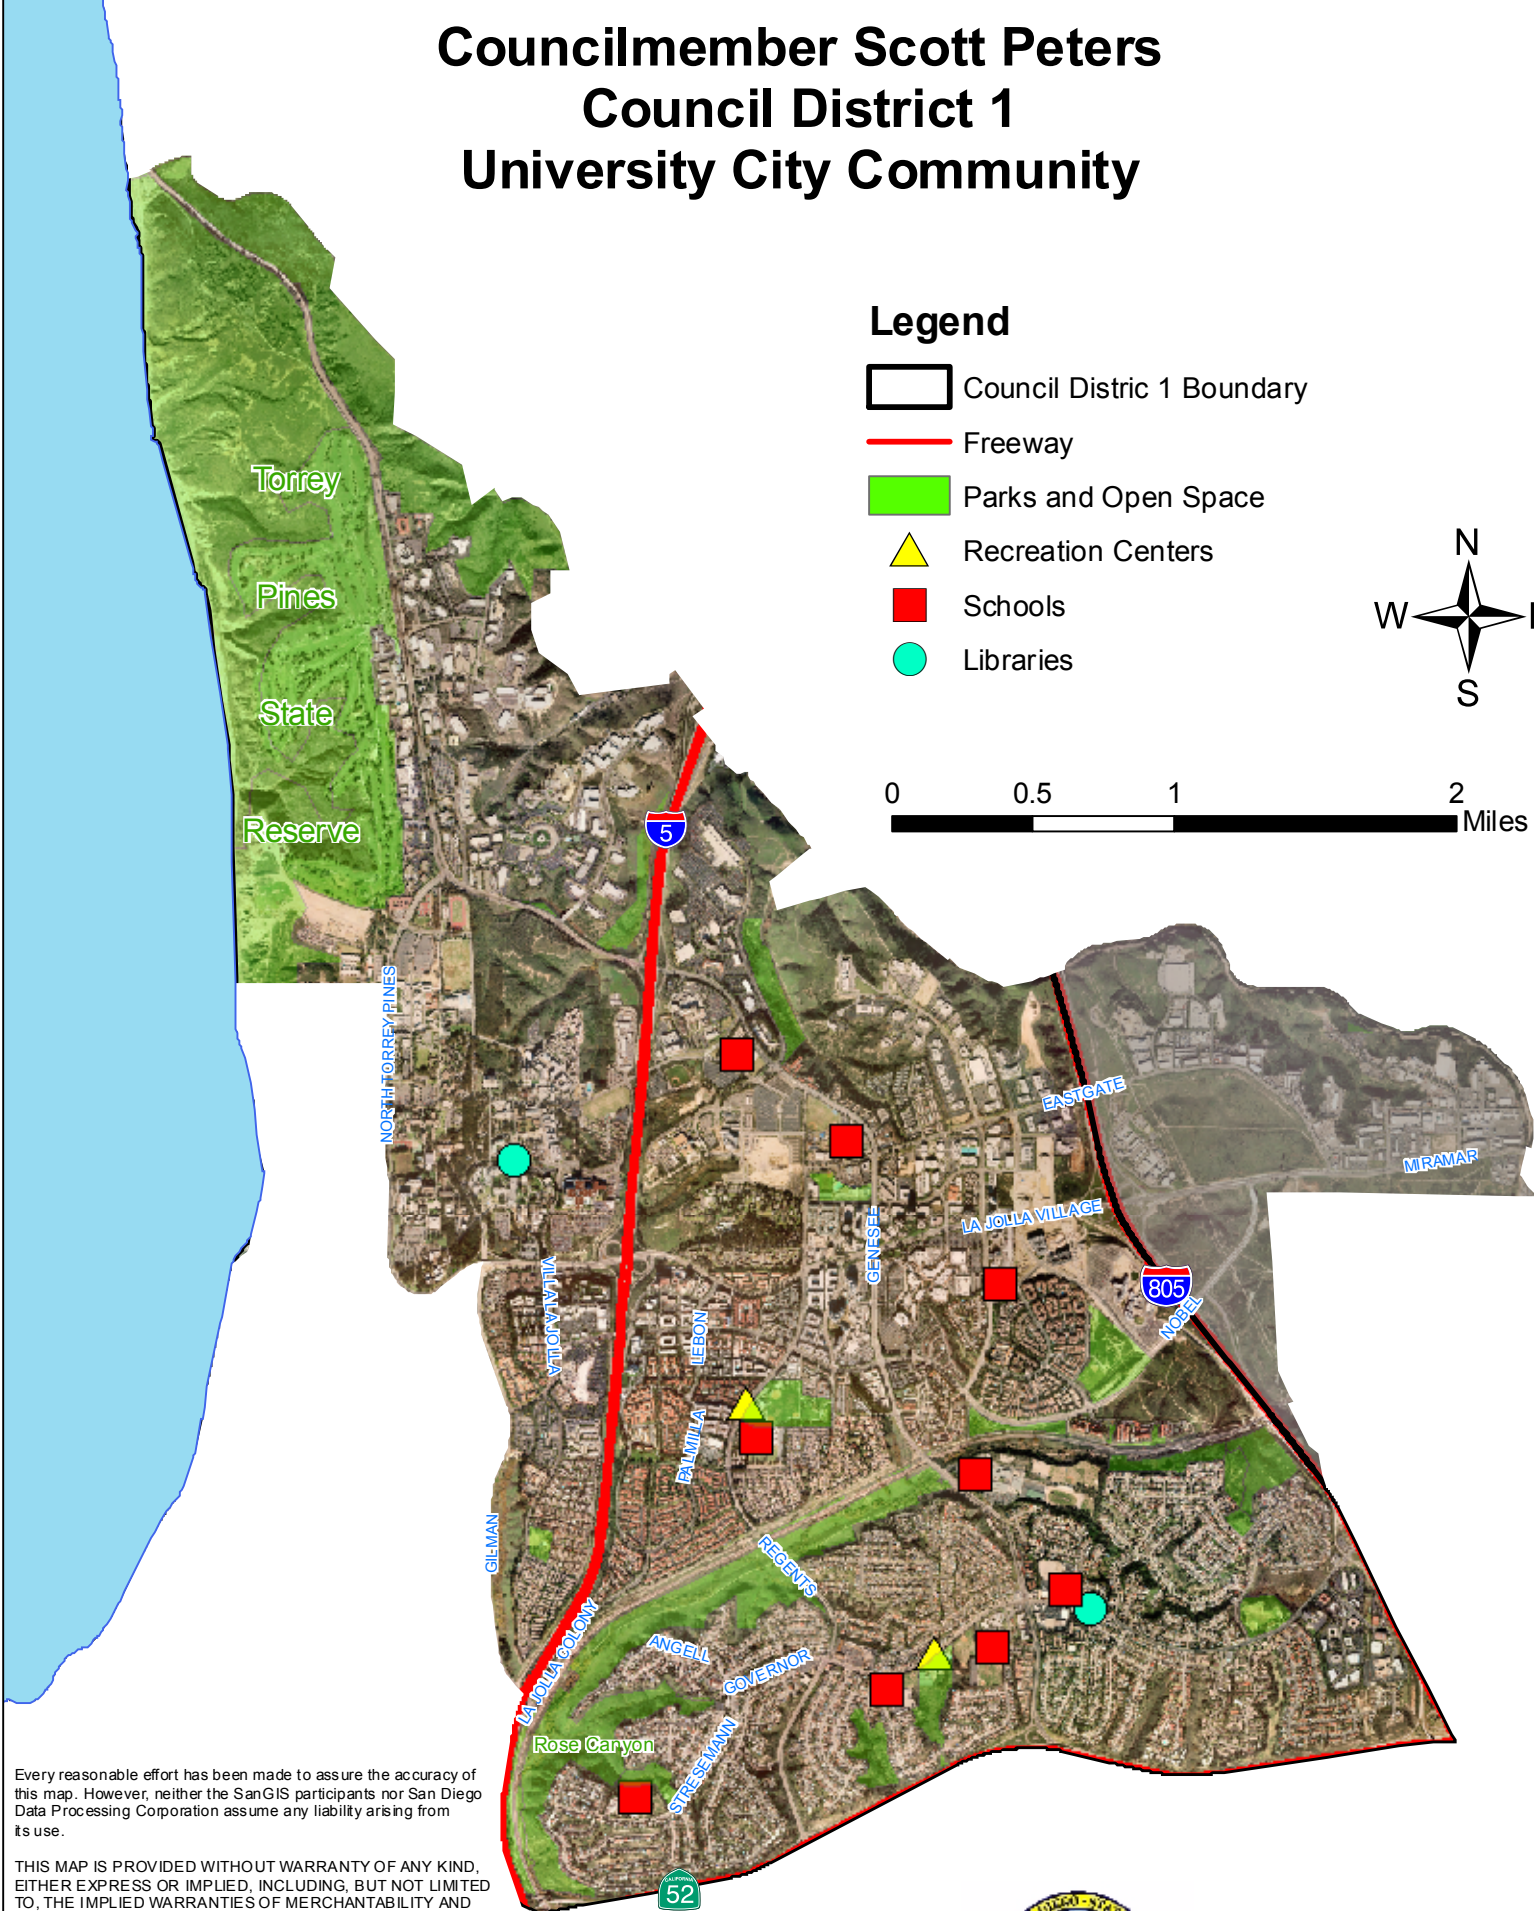 Councilmember Scott Peters
Council District 1
University City Community
Legend
Council Distric 1 Boundary
Freeway
Parks and Open Space
Recreation Centers
Schools
Libraries
N
W
S
0 0.5 1 2
Miles
Torrey
Pines
State
Reserve
5
NORTH TORREY PINES
EASTGATE
MIRAMAR
LA JOLLA VILLAGE
GENESEE
VILLA LA JOLLA
805
NOBEL
LEBON
PALMILLA
GILMAN
REGENTS
LA JOLLA COLONY
ANGELL
GOVERNOR
STRESEMANN
Rose Canyon
CALIFORNIA
52
Every reasonable effort has been made to assure the accuracy of
this map. However, neither the SanGIS participants nor San Diego
Data Processing Corporation assume any liability arising from
its use.
THIS MAP IS PROVIDED WITHOUT WARRANTY OF ANY KIND,
EITHER EXPRESS OR IMPLIED, INCLUDING, BUT NOT LIMITED
TO, THE IMPLIED WARRANTIES OF MERCHANTABILITY AND